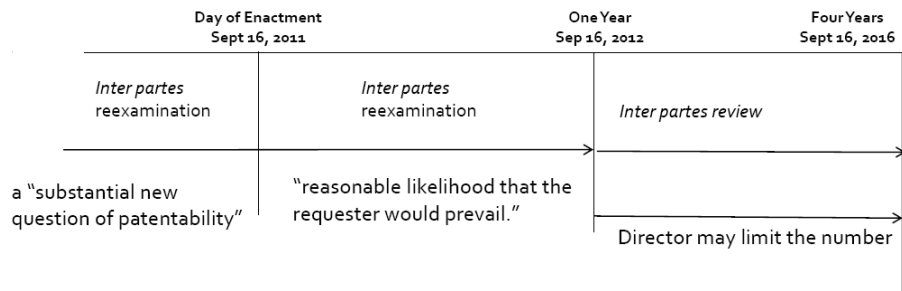 Day of Enactment
Sept 16, 2011
One Year
Sep 16, 2012
Four Years
Sept 16, 2016
Inter partes
reexamination
Inter partes
reexamination
Inter partes review
a “substantial new
question of patentability”
“reasonable likelihood that the
requester would prevail.”
Director may limit the number